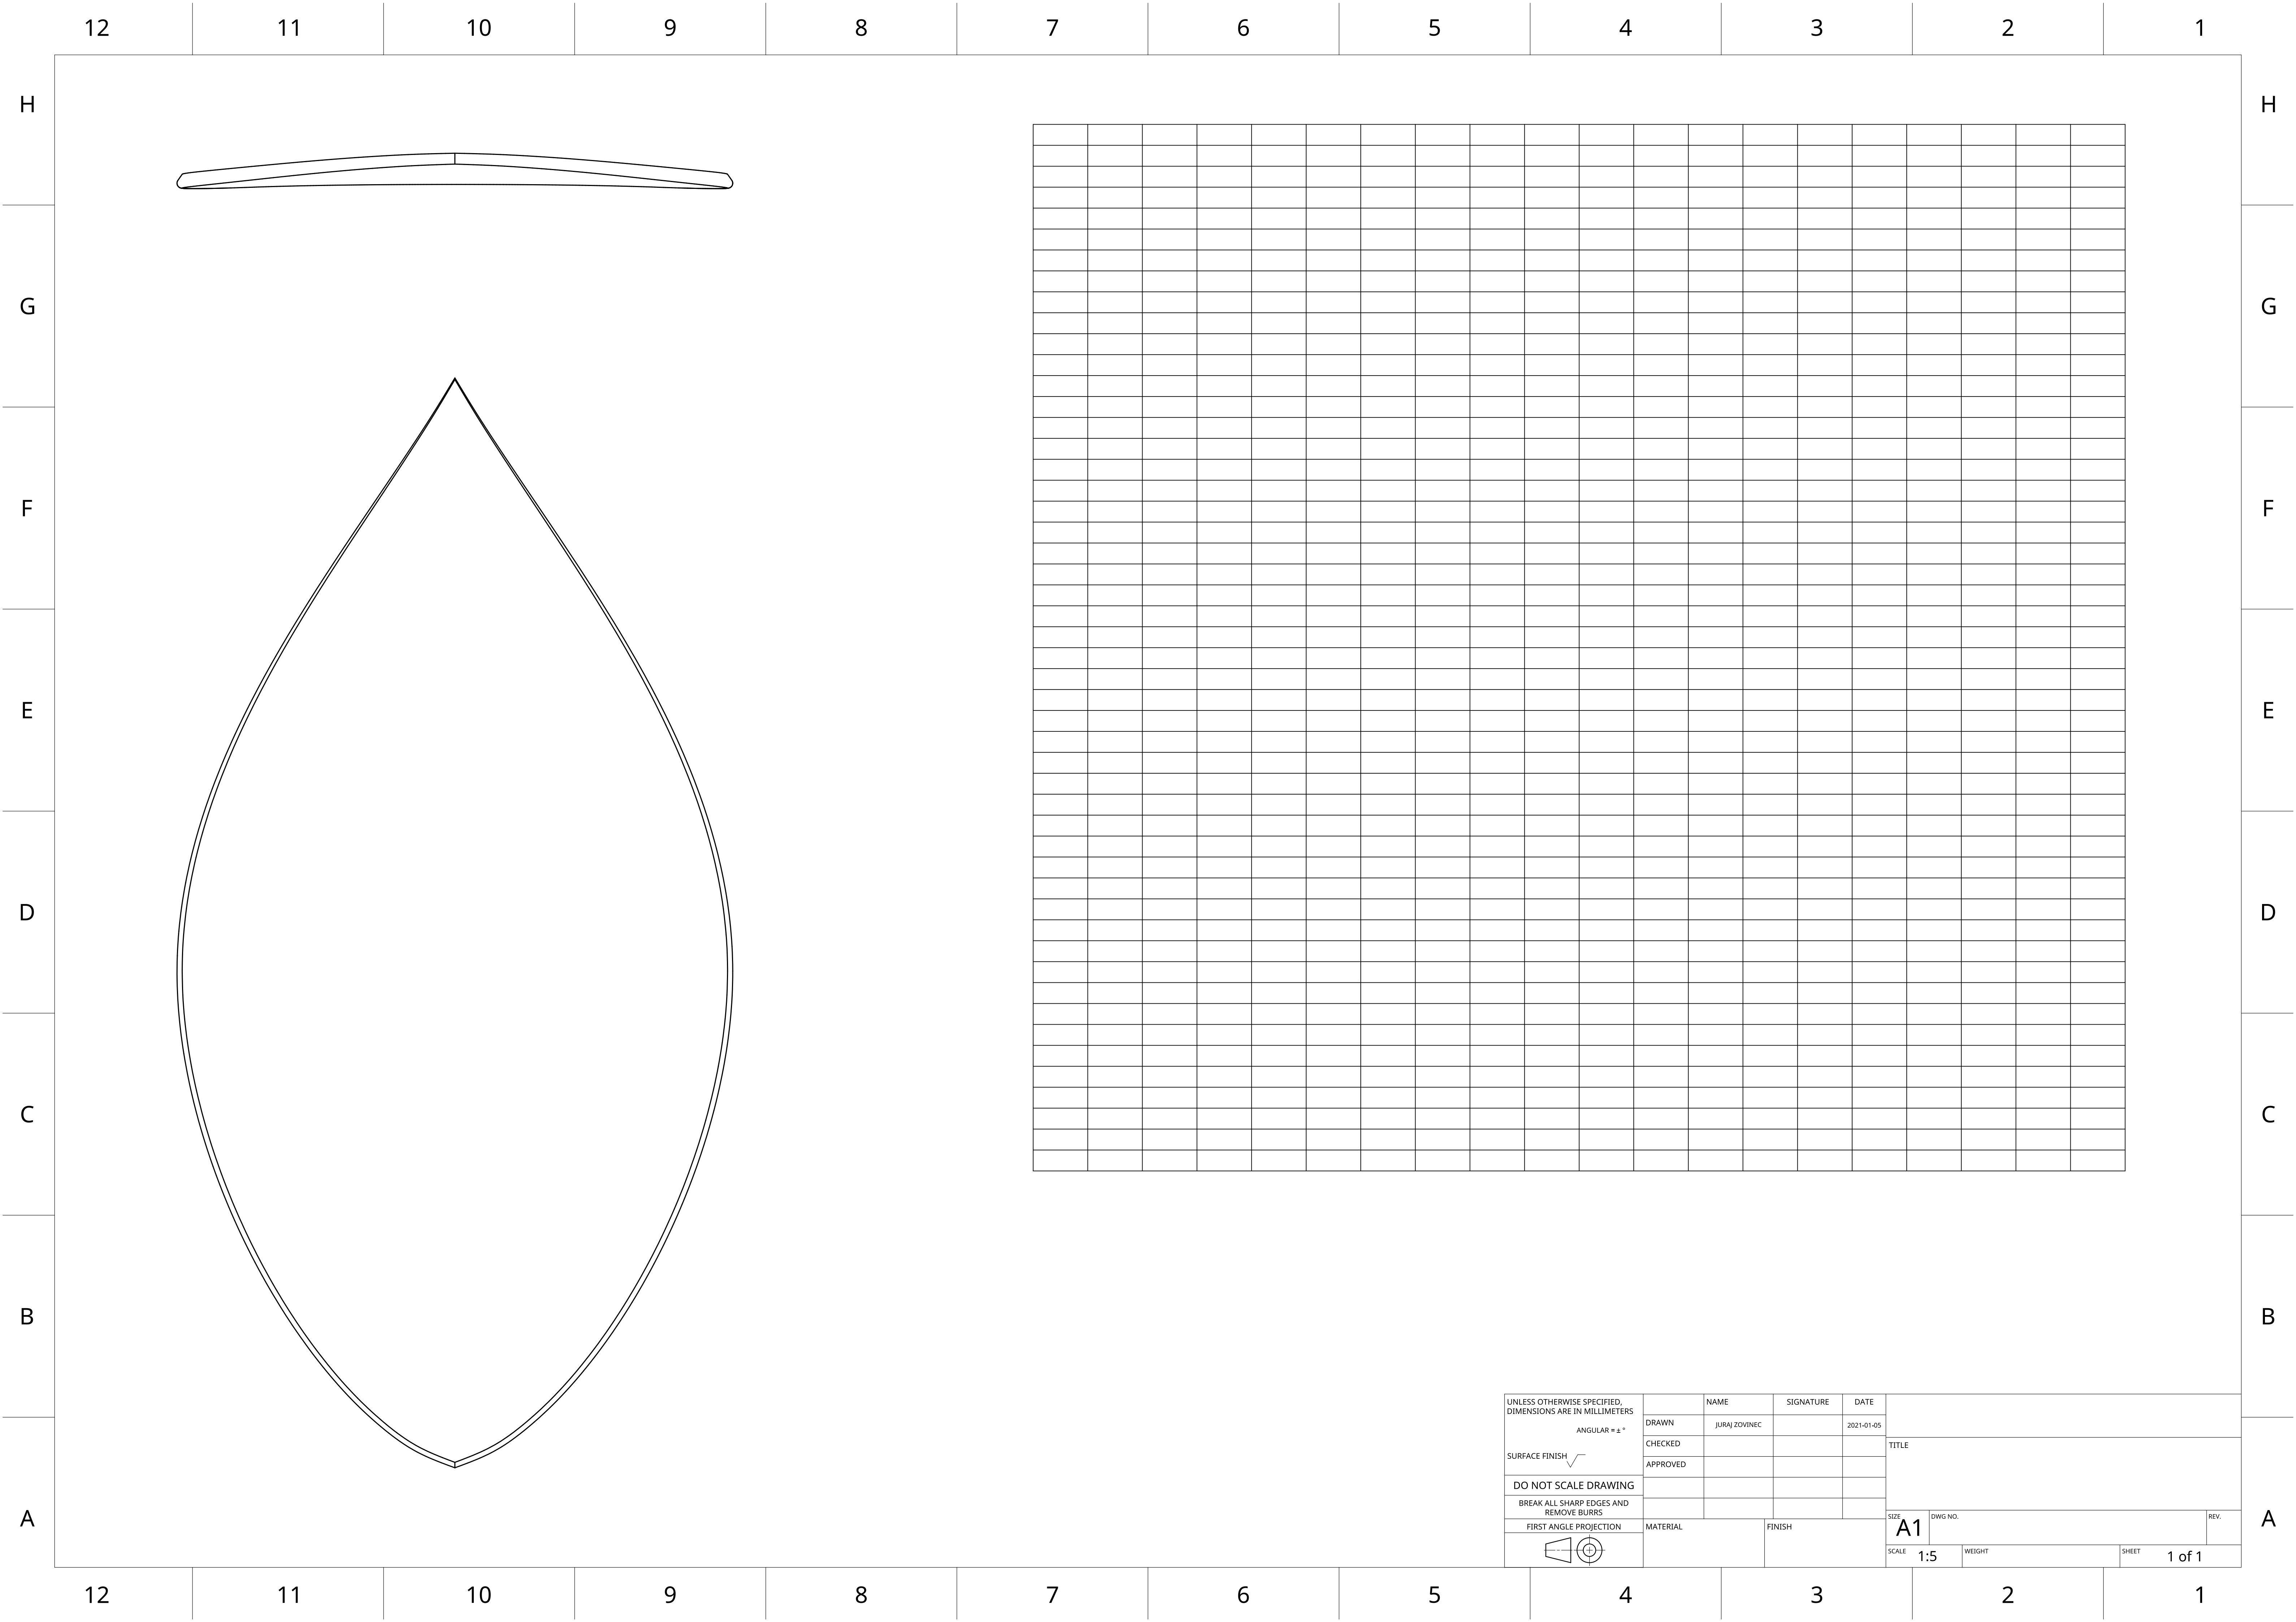 12 11 10 9 8 7 6 5 4 3 2 1
H H
G G
F F
E E
D D
C C
B B
A A
UNLESS OTHERWISE SPECIFIED,
DIMENSIONS ARE IN MILLIMETERS
ANGULAR = ± °
SURFACE FINISH
DO NOT SCALE DRAWING
BREAK ALL SHARP EDGES AND
REMOVE BURRS
FIRST ANGLE PROJECTION
NAME SIGNATURE DATE
DRAWN JURAJ ZOVINEC 2021-01-05
CHECKED
APPROVED
MATERIAL FINISH
TITLE
SIZE A1 DWG NO. REV.
SCALE 1:5 WEIGHT SHEET 1 of 1
12 11 10 9 8 7 6 5 4 3 2 1